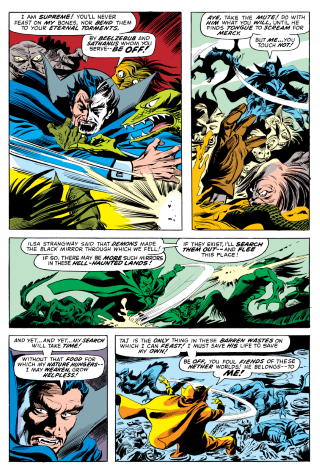 I AM SUPREME! YOU'LL NEVER
FEAST ON MY BONES, NOR BEND THEM
TO YOUR ETERNAL TORMENTS.
BY BEELZEBUB AND
SATHANUS WHOM YOU
SERVE--BE OFF!
AYE, TAKE THE MUTE! DO WITH
HIM WHAT YOU WILL, UNTIL HE
FINDS TONGUE TO SCREAM FOR
MERCY.
BUT ME...YOU
TOUCH NOT!
ILSA STRANGWAY SAID THAT DEMONS MADE
THE BLACK MIRROR THROUGH WHICH WE FELL!
IF SO, THERE MAY BE MORE SUCH MIRRORS
IN THESE HELL-HAUNTED LANDS!
IF THEY EXIST, I'LL SEARCH
THEM OUT--AND FLEE
THIS PLACE!
AND YET...AND YET...MY SEARCH
WILL TAKE TIME!
WITHOUT THAT FOOD FOR
WHICH MY NATURE HUNGERS--
I MAY WEAKEN, GROW
HELPLESS!
TAJ IS THE ONLY THING IN THESE BARREN WASTES ON
WHICH I CAN FEAST! I MUST SAVE HIS LIFE TO SAVE
MY OWN!
BE OFF, YOU FOUL FIENDS OF THESE
NETHER WORLDS! HE BELONGS--TO
ME!